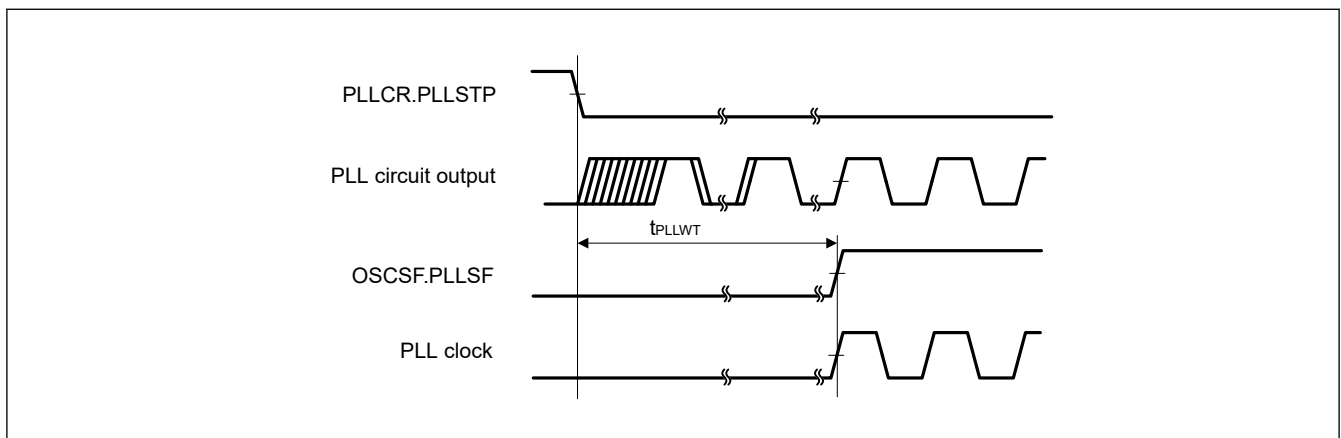 PLLCR.PLLSTP
PLL circuit output
tPLLWT
OSCSF.PLLSF
PLL clock